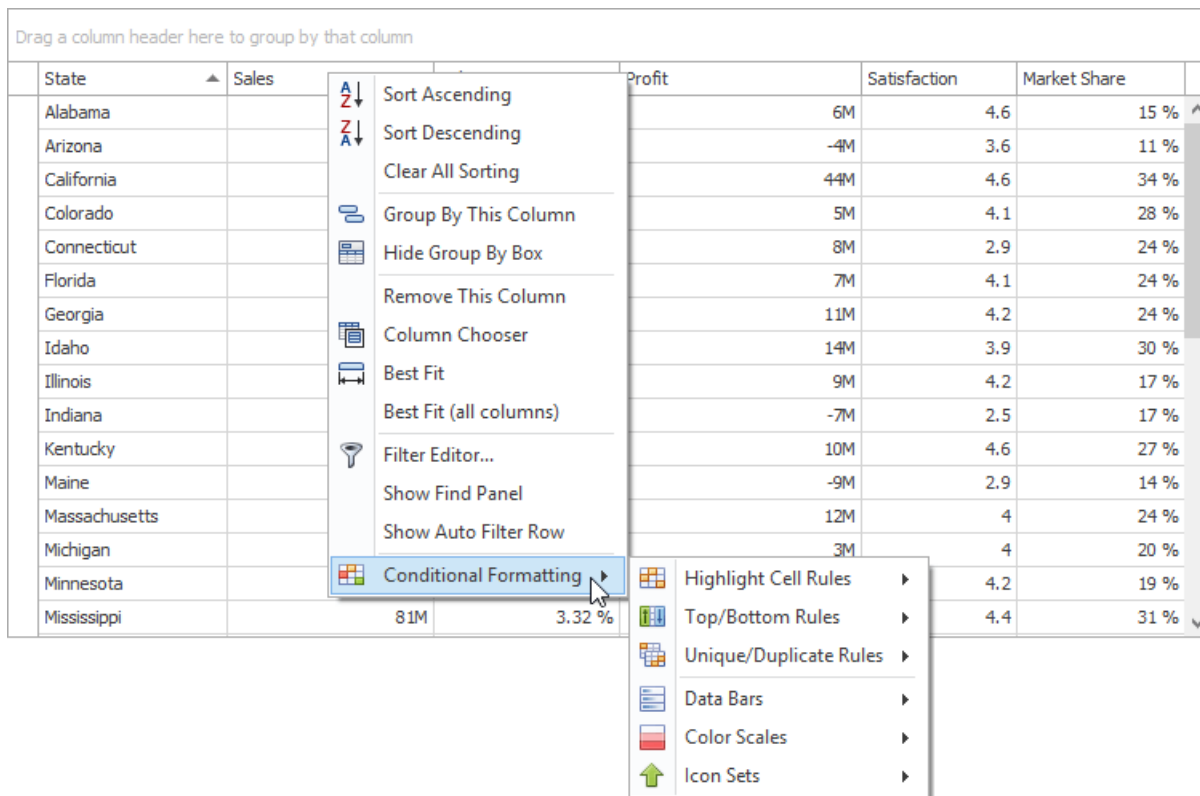 Drag a column header here to group by that column
State Sales Profit Satisfaction Market Share
Sort Ascending
Alabama 6M 4.6 15 %
Sort Descending
Arizona -4M 3.6 11 %
Clear All Sorting
California 44M 4.6 34 %
Group By This Column
Colorado 5M 4.1 28 %
Hide Group By Box
Connecticut 8M 2.9 24 %
Florida 7M 4.1 24 %
Remove This Column
Georgia 11M 4.2 24 %
Column Chooser
Idaho 14M 3.9 30 %
Best Fit
Illinois 9M 4.2 17 %
Best Fit (all columns)
Indiana -7M 2.5 17 %
Filter Editor...
Kentucky 10M 4.6 27 %
Maine -9M 2.9 14 %
Show Find Panel
Massachusetts 12M 4 24 %
Show Auto Filter Row
Michigan 3M 4 20 %
Conditional Formatting
Highlight Cell Rules
Minnesota 4.2 19 %
Top/Bottom Rules
Mississippi 81M 3.32 % 4.4 31 %
Unique/Duplicate Rules
Data Bars
Color Scales
Icon Sets